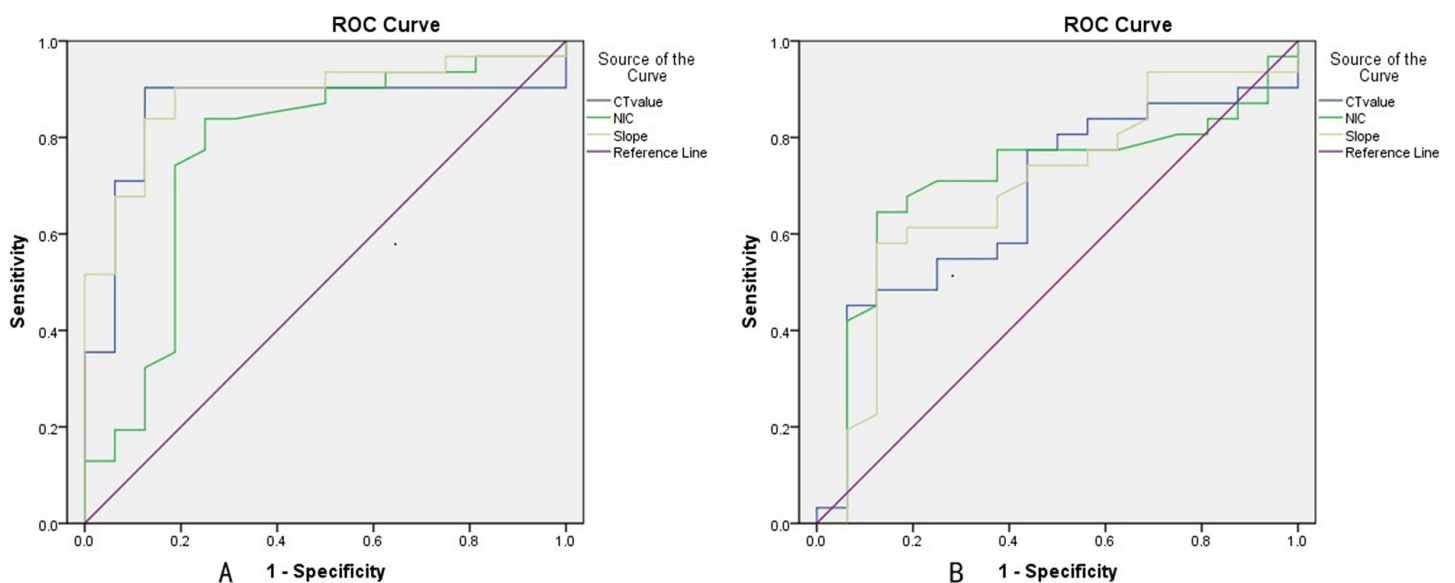 ROC Curve
1.0
0.8
0.6
0.4
0.2
0.0
Sensitivity
0.0 0.2 0.4 0.6 0.8 1.0
A 1 - Specificity
Source of the
Curve
CTvalue
NIC
Slope
Reference Line
ROC Curve
1.0
0.8
0.6
0.4
0.2
0.0
Sensitivity
0.0 0.2 0.4 0.6 0.8 1.0
B 1 - Specificity
Source of the
Curve
CTvalue
NIC
Slope
Reference Line